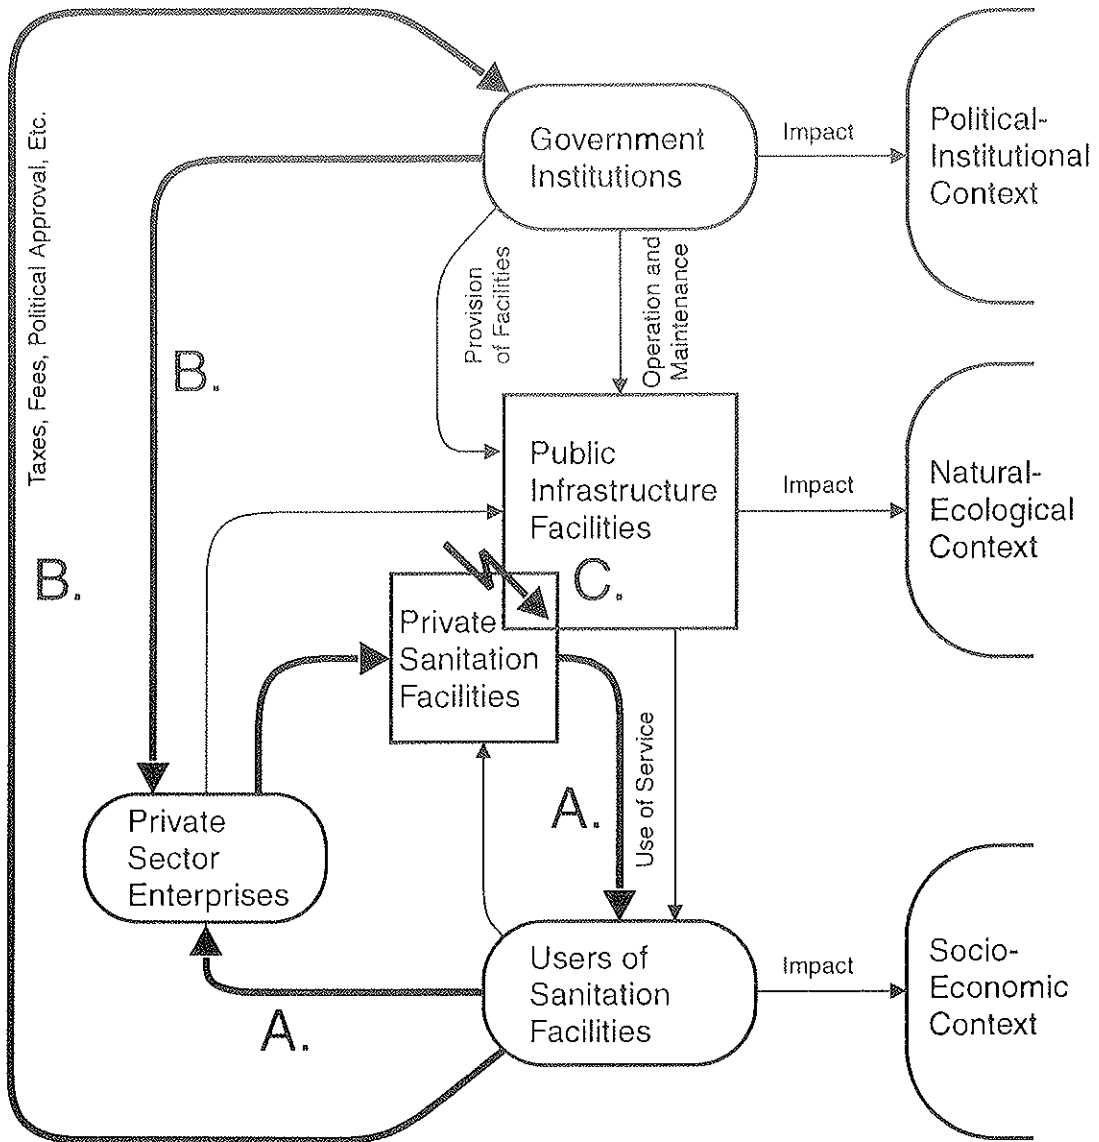 Taxes, Fees, Political Approval, Etc.
Government
Institutions
Impact
Political-
Institutional
Context
Provision
of Facilities
Operation and
Maintenance
B.
Public
Infrastructure
Facilities
Impact
Natural-
Ecological
Context
B.
C.
Private
Sanitation
Facilities
Use of Service
A.
Private
Sector
Enterprises
Users of
Sanitation
Facilities
Impact
Socio-
Economic
Context
A.